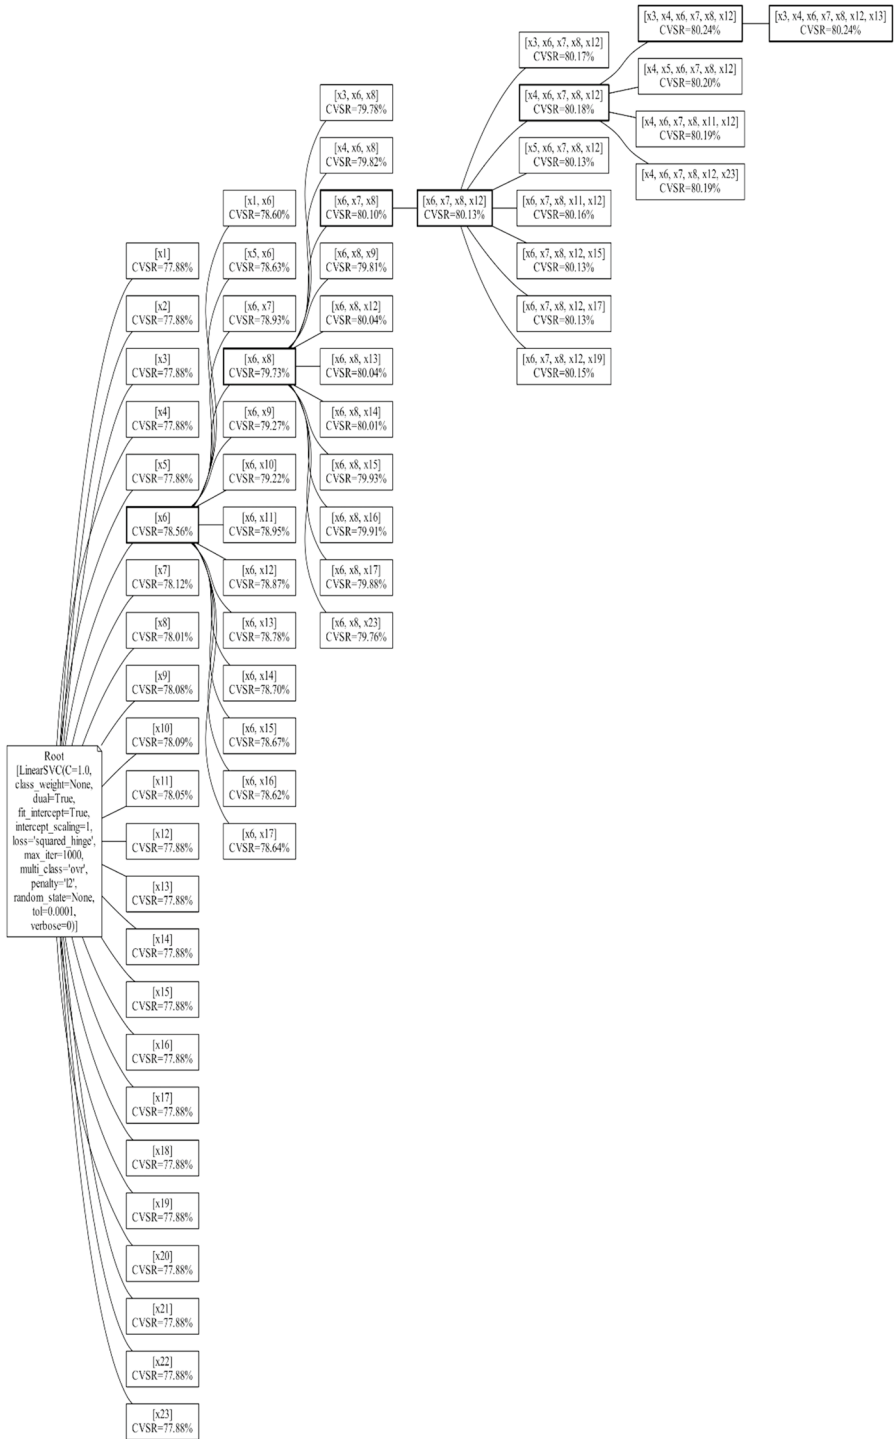 Root
[LinearSVC(C=1.0,
class_weight=None,
dual=True,
fit_intercept=True,
intercept_scaling=1,
loss='squared_hinge',
max_iter=1000,
multi_class='ovr',
penalty='l2',
random_state=None,
tol=0.0001,
verbose=0)]
[x1]
CVSR=77.88%
[x2]
CVSR=77.88%
[x3]
CVSR=77.88%
[x4]
CVSR=77.88%
[x5]
CVSR=77.88%
[x6]
CVSR=78.56%
[x7]
CVSR=78.12%
[x8]
CVSR=78.01%
[x9]
CVSR=78.08%
[x10]
CVSR=78.09%
[x11]
CVSR=78.05%
[x12]
CVSR=77.88%
[x13]
CVSR=77.88%
[x14]
CVSR=77.88%
[x15]
CVSR=77.88%
[x16]
CVSR=77.88%
[x17]
CVSR=77.88%
[x18]
CVSR=77.88%
[x19]
CVSR=77.88%
[x20]
CVSR=77.88%
[x21]
CVSR=77.88%
[x22]
CVSR=77.88%
[x23]
CVSR=77.88%
[x1, x6]
CVSR=78.60%
[x5, x6]
CVSR=78.63%
[x6, x7]
CVSR=78.93%
[x6, x8]
CVSR=79.73%
[x6, x9]
CVSR=79.27%
[x6, x10]
CVSR=79.22%
[x6, x11]
CVSR=78.95%
[x6, x12]
CVSR=78.87%
[x6, x13]
CVSR=78.78%
[x6, x14]
CVSR=78.70%
[x6, x15]
CVSR=78.67%
[x6, x16]
CVSR=78.62%
[x6, x17]
CVSR=78.64%
[x3, x6, x8]
CVSR=79.78%
[x4, x6, x8]
CVSR=79.82%
[x6, x7, x8]
CVSR=80.10%
[x6, x8, x9]
CVSR=79.81%
[x6, x8, x12]
CVSR=80.04%
[x6, x8, x13]
CVSR=80.04%
[x6, x8, x14]
CVSR=80.01%
[x6, x8, x15]
CVSR=79.93%
[x6, x8, x16]
CVSR=79.91%
[x6, x8, x17]
CVSR=79.88%
[x6, x8, x23]
CVSR=79.76%
[x6, x7, x8, x12]
CVSR=80.13%
[x3, x6, x7, x8, x12]
CVSR=80.17%
[x4, x6, x7, x8, x12]
CVSR=80.18%
[x5, x6, x7, x8, x12]
CVSR=80.13%
[x6, x7, x8, x11, x12]
CVSR=80.16%
[x6, x7, x8, x12, x15]
CVSR=80.13%
[x6, x7, x8, x12, x17]
CVSR=80.13%
[x6, x7, x8, x12, x19]
CVSR=80.15%
[x3, x4, x6, x7, x8, x12]
CVSR=80.24%
[x4, x5, x6, x7, x8, x12]
CVSR=80.20%
[x4, x6, x7, x8, x11, x12]
CVSR=80.19%
[x4, x6, x7, x8, x12, x23]
CVSR=80.19%
[x3, x4, x6, x7, x8, x12, x13]
CVSR=80.24%